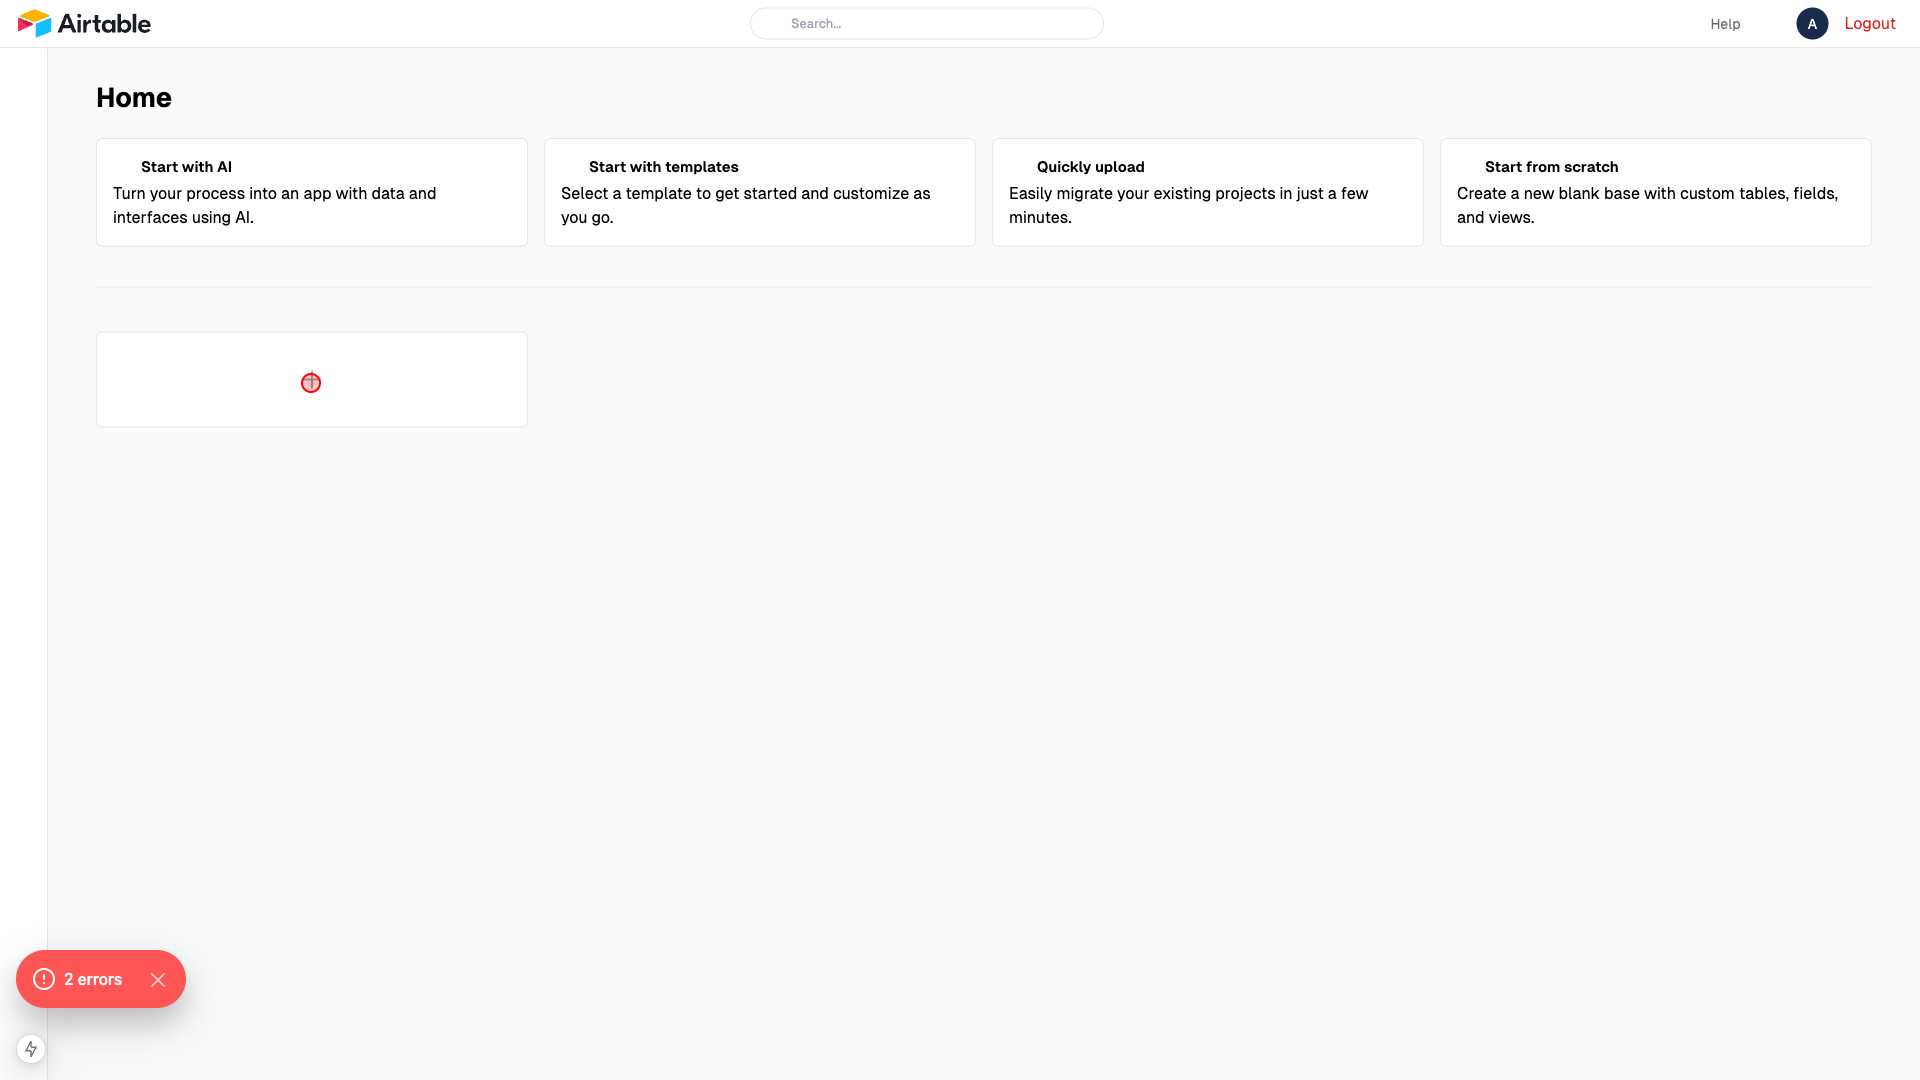 Airtable
Search...
Help
A
Logout
Home
Start with AI
Turn your process into an app with data and
interfaces using AI.
Start with templates
Select a template to get started and customize as
you go.
Quickly upload
Easily migrate your existing projects in just a few
minutes.
Start from scratch
Create a new blank base with custom tables, fields,
and views.
2 errors